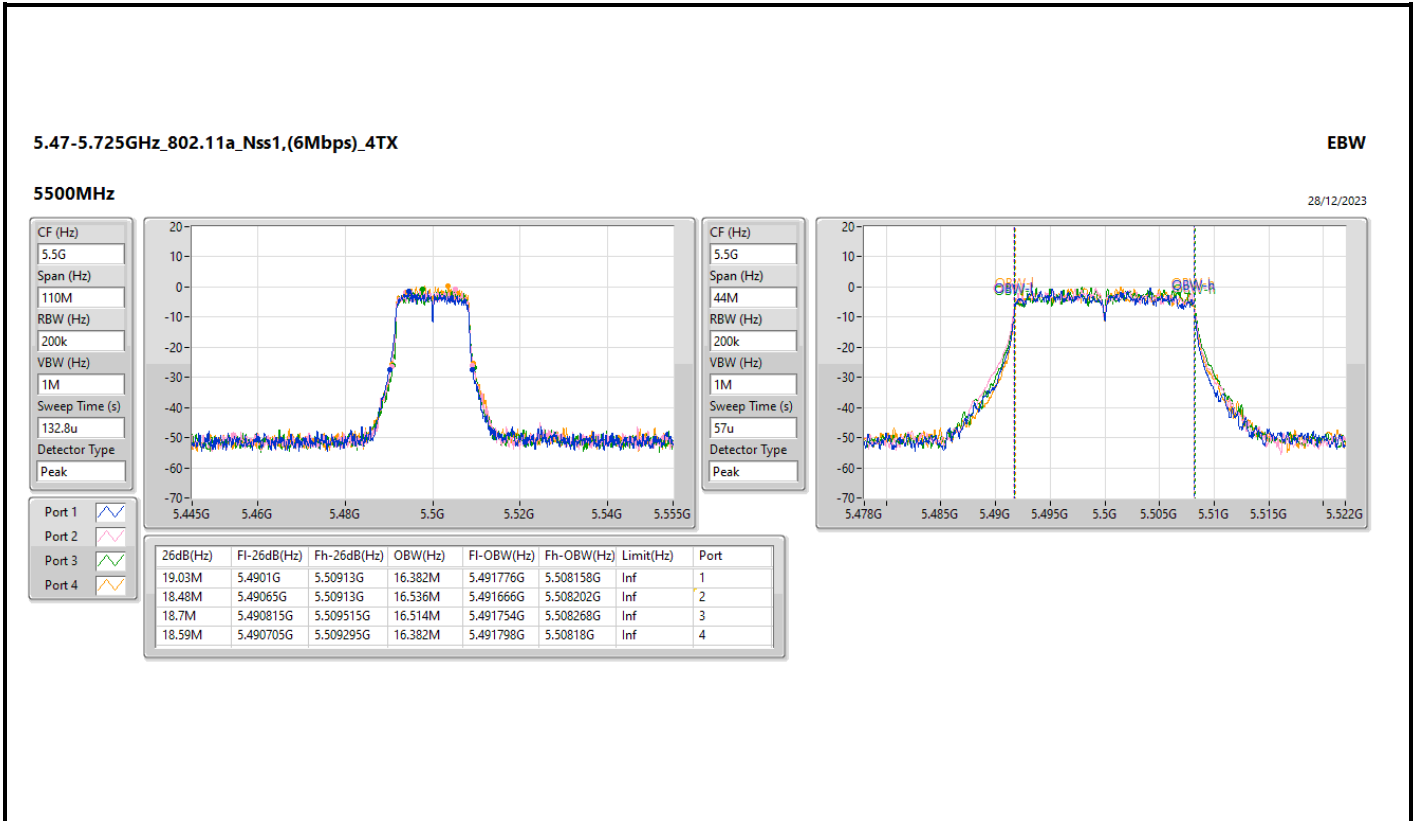 5.47-5.725GHz_802.11a_Nss1,(6Mbps)_4TX EBW
5500MHz
28/12/2023
CF (Hz)
5.5G
Span (Hz)
110M
RBW (Hz)
200k
VBW (Hz)
1M
Sweep Time (s)
132.8u
Detector Type
Peak
20
10
0
-10
-20
-30
-40
-50
-60
-70
5.445G 5.46G 5.48G 5.5G 5.52G 5.54G 5.555G
CF (Hz)
5.5G
Span (Hz)
44M
RBW (Hz)
200k
VBW (Hz)
1M
Sweep Time (s)
57u
Detector Type
Peak
20
10
0
-10
-20
-30
-40
-50
-60
-70
OBW-l OBW-h
5.478G 5.485G 5.49G 5.495G 5.5G 5.505G 5.51G 5.515G 5.522G
Port 1
Port 2
Port 3
Port 4
26dB(Hz) Fl-26dB(Hz) Fh-26dB(Hz) OBW(Hz) Fl-OBW(Hz) Fh-OBW(Hz) Limit(Hz) Port
19.03M 5.4901G 5.50913G 16.382M 5.491776G 5.508158G Inf 1
18.48M 5.49065G 5.50913G 16.536M 5.491666G 5.508202G Inf 2
18.7M 5.490815G 5.509515G 16.514M 5.491754G 5.508268G Inf 3
18.59M 5.490705G 5.509295G 16.382M 5.491798G 5.50818G Inf 4